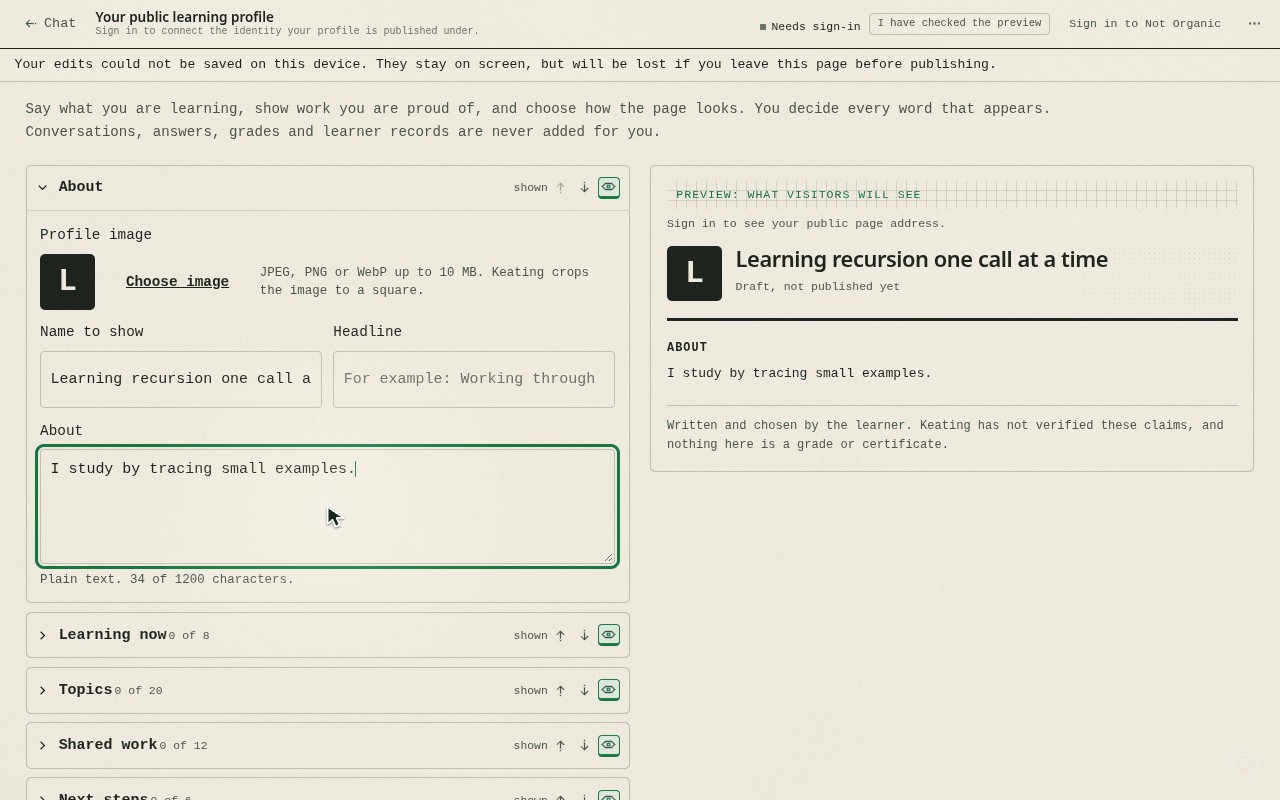 Chat
Your public learning profile
Sign in to connect the identity your profile is published under.
Needs sign-in
I have checked the preview
Sign in to Not Organic
Your edits could not be saved on this device. They stay on screen, but will be lost if you leave this page before publishing.
Say what you are learning, show work you are proud of, and choose how the page looks. You decide every word that appears.
Conversations, answers, grades and learner records are never added for you.
About
shown
Profile image
L
Choose image
JPEG, PNG or WebP up to 10 MB. Keating crops
the image to a square.
Name to show
Headline
Learning recursion one call a
For example: Working through
About
I study by tracing small examples.
Plain text. 34 of 1200 characters.
Learning now 0 of 8
shown
Topics 0 of 20
shown
Shared work 0 of 12
shown
Next steps 0 of 6
shown
PREVIEW: WHAT VISITORS WILL SEE
Sign in to see your public page address.
L
Learning recursion one call at a time
Draft, not published yet
ABOUT
I study by tracing small examples.
Written and chosen by the learner. Keating has not verified these claims, and
nothing here is a grade or certificate.